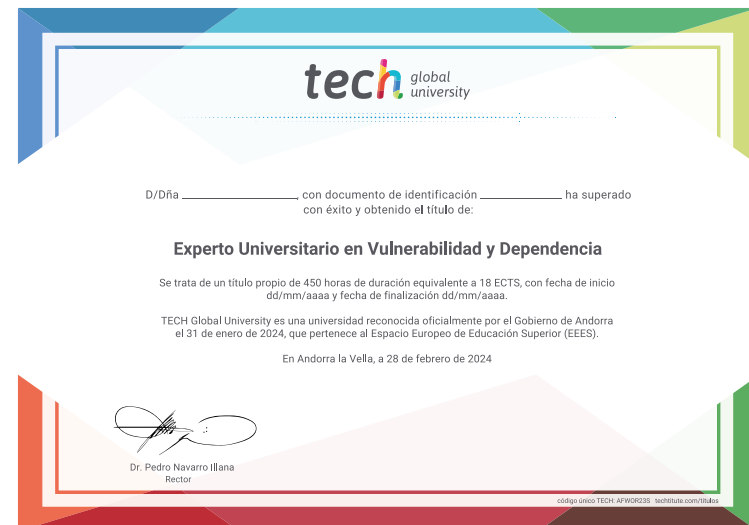 tech global university
D/Dña ____________________, con documento de identificación ______________ ha superado
con éxito y obtenido el título de:
Experto Universitario en Vulnerabilidad y Dependencia
Se trata de un título propio de 450 horas de duración equivalente a 18 ECTS, con fecha de inicio
dd/mm/aaaa y fecha de finalización dd/mm/aaaa.
TECH Global University es una universidad reconocida oficialmente por el Gobierno de Andorra
el 31 de enero de 2024, que pertenece al Espacio Europeo de Educación Superior (EEES).
En Andorra la Vella, a 28 de febrero de 2024
Dr. Pedro Navarro Illana
Rector
código único TECH: AFWOR23S techtitute.com/titulos